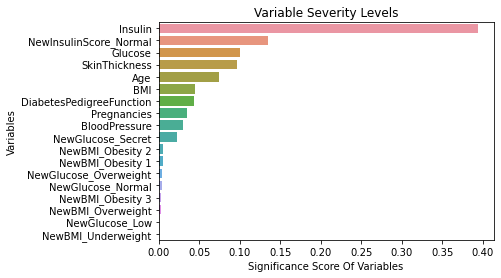 Variable Severity Levels
Variables
Insulin
NewInsulinScore_Normal
Glucose
SkinThickness
Age
BMI
DiabetesPedigreeFunction
Pregnancies
BloodPressure
NewGlucose_Secret
NewBMI_Obesity 2
NewBMI_Obesity 1
NewGlucose_Overweight
NewGlucose_Normal
NewBMI_Obesity 3
NewBMI_Overweight
NewGlucose_Low
NewBMI_Underweight
0.00 0.05 0.10 0.15 0.20 0.25 0.30 0.35 0.40
Significance Score Of Variables